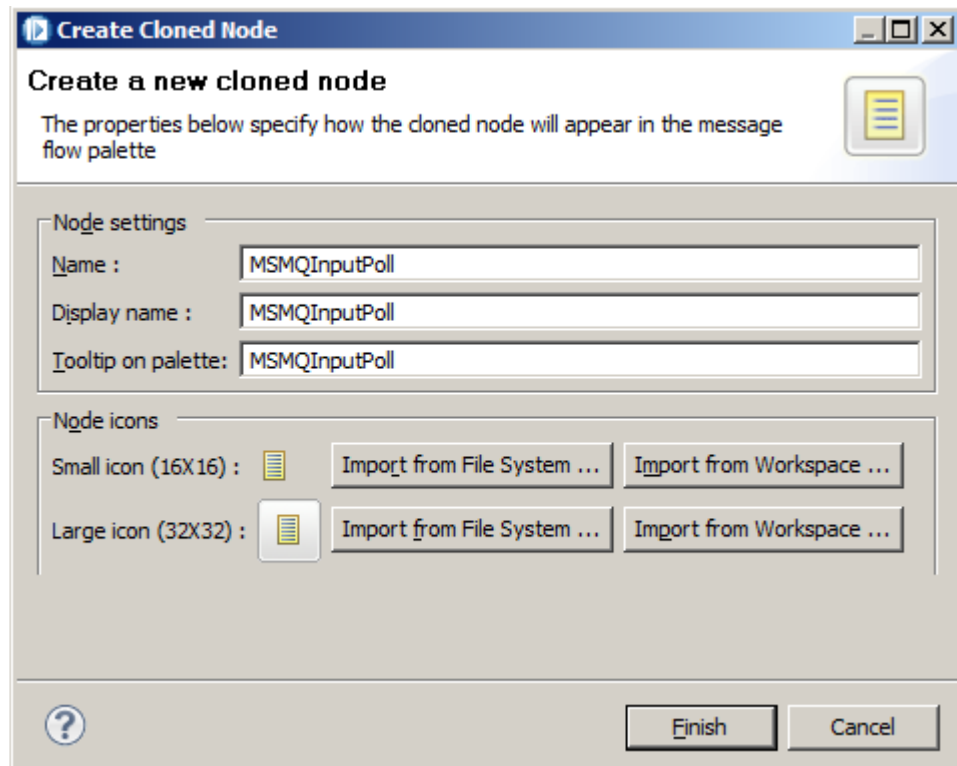 Create Cloned Node
Create a new cloned node
The properties below specify how the cloned node will appear in the message
flow palette
Node settings
Name : MSMQInputPoll
Display name : MSMQInputPoll
Tooltip on palette: MSMQInputPoll
Node icons
Small icon (16X16) : Import from File System ... Import from Workspace ...
Large icon (32X32) : Import from File System ... Import from Workspace ...
? Finish Cancel